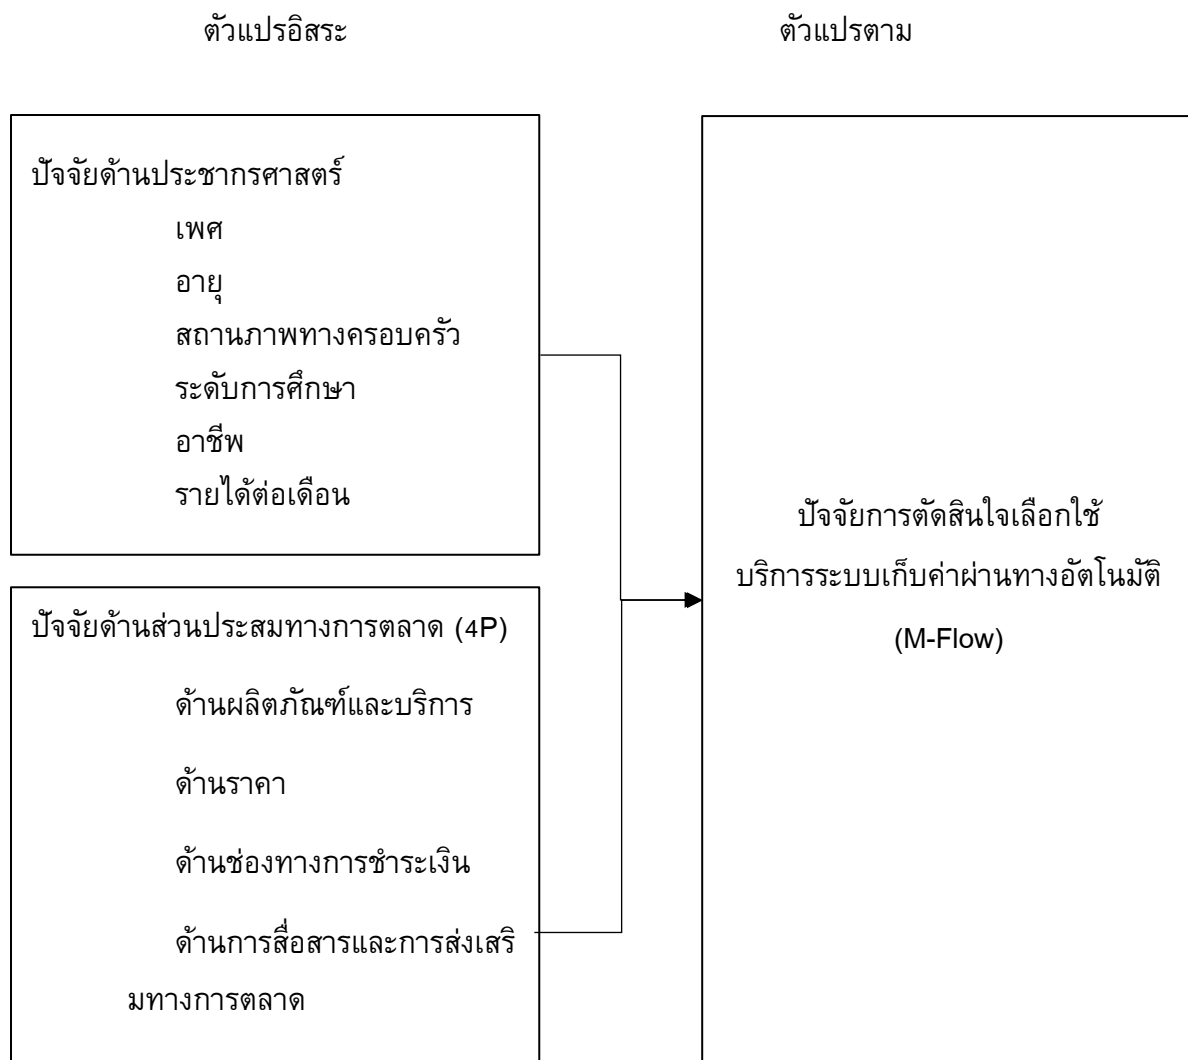 ตัวแปรอิสระ
ตัวแปรตาม
ปัจจัยด้านประชากรศาสตร์
เพศ
อายุ
สถานภาพทางครอบครัว
ระดับการศึกษา
อาชีพ
รายได้ต่อเดือน
ปัจจัยด้านส่วนประสมทางการตลาด (4P)
ด้านผลิตภัณฑ์และบริการ
ด้านราคา
ด้านช่องทางการชำระเงิน
ด้านการสื่อสารและการส่งเสริ
มทางการตลาด
ปัจจัยการตัดสินใจเลือกใช้
บริการระบบเก็บค่าผ่านทางอัตโนมัติ
(M-Flow)